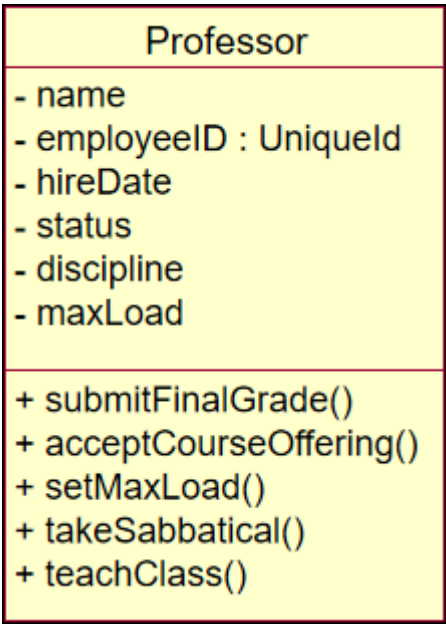 Professor
- name
- employeeID : UniqueId
- hireDate
- status
- discipline
- maxLoad
+ submitFinalGrade()
+ acceptCourseOffering()
+ setMaxLoad()
+ takeSabbatical()
+ teachClass()